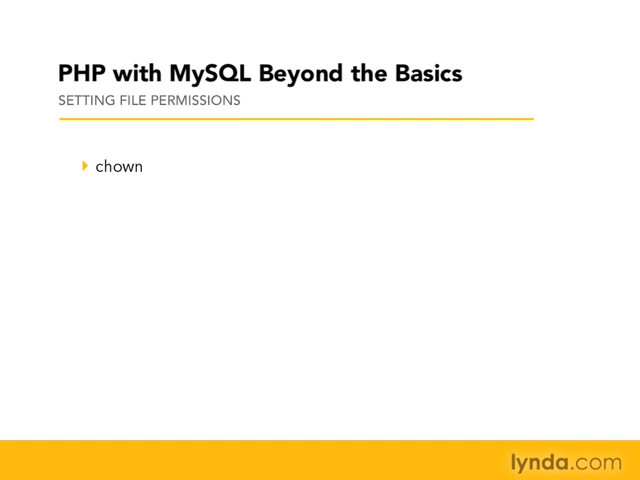 PHP with MySQL Beyond the Basics
SETTING FILE PERMISSIONS
chown
lynda.com